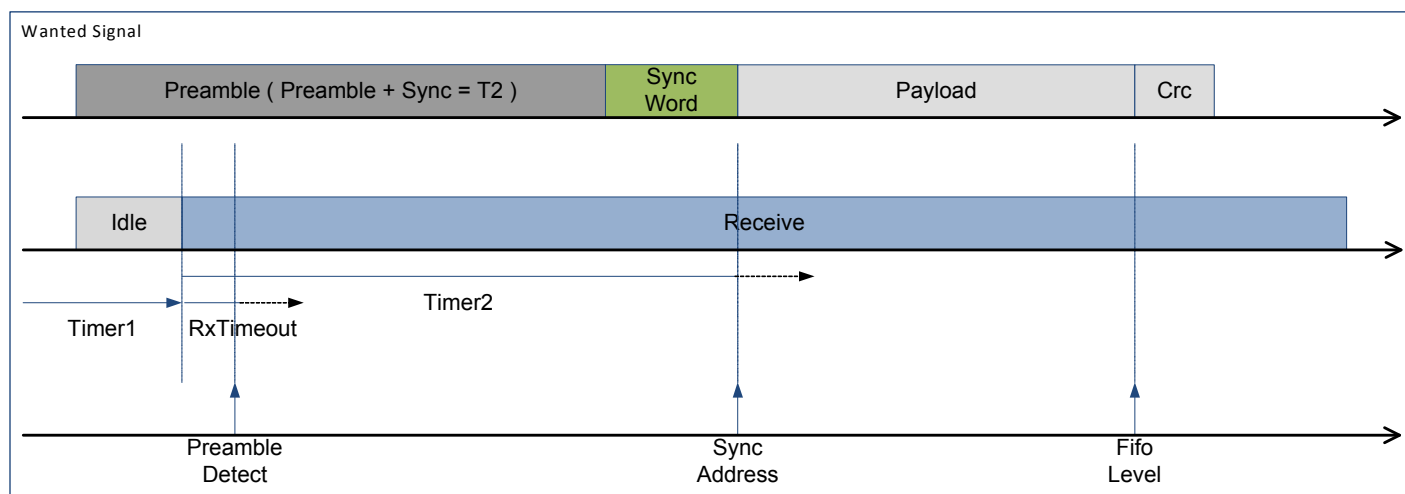 Wanted Signal
Preamble ( Preamble + Sync = T2 )
Sync
Word
Payload
Crc
Idle
Receive
Timer1
RxTimeout
Timer2
Preamble
Detect
Sync
Address
Fifo
Level